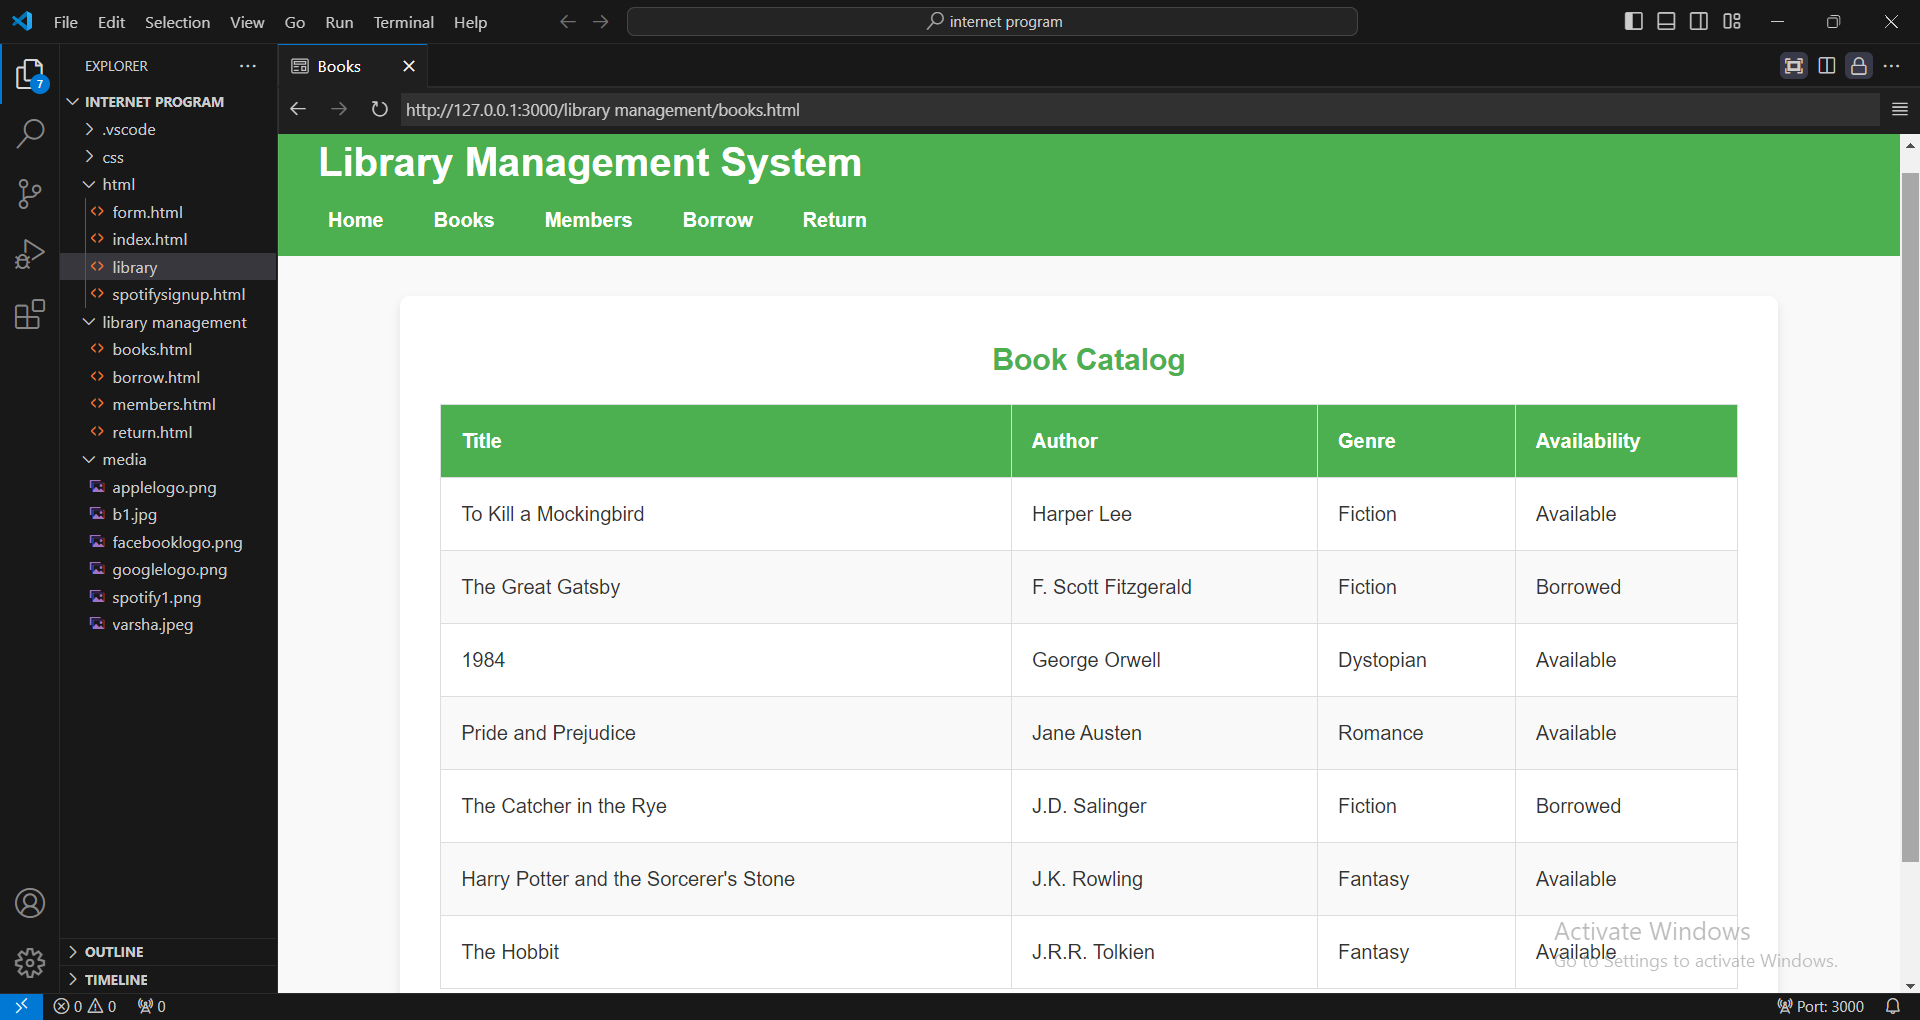 File Edit Selection View Go Run Terminal Help
internet program
EXPLORER
Books
7
INTERNET PROGRAM
http://127.0.0.1:3000/library management/books.html
.vscode
css
html
form.html
index.html
library
spotifysignup.html
library management
books.html
borrow.html
members.html
return.html
media
applelogo.png
b1.jpg
facebooklogo.png
googlelogo.png
spotify1.png
varsha.jpeg
OUTLINE
TIMELINE
Library Management System
Home Books Members Borrow Return
Book Catalog
Title Author Genre Availability
To Kill a Mockingbird Harper Lee Fiction Available
The Great Gatsby F. Scott Fitzgerald Fiction Borrowed
1984 George Orwell Dystopian Available
Pride and Prejudice Jane Austen Romance Available
The Catcher in the Rye J.D. Salinger Fiction Borrowed
Harry Potter and the Sorcerer's Stone J.K. Rowling Fantasy Available
The Hobbit J.R.R. Tolkien Fantasy Available
Activate Windows
Go to Settings to activate Windows.
0 0 0
Port: 3000